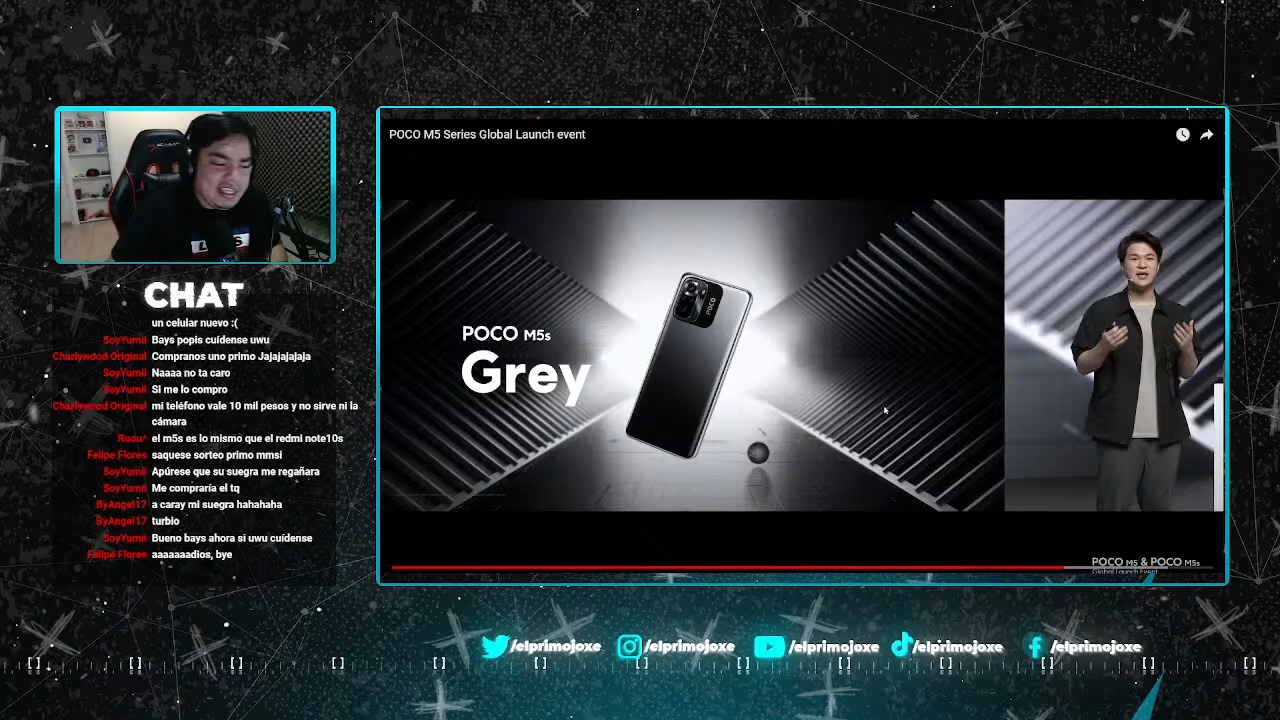 POCO M5 Series Global Launch event
POCO M5s
Grey
POCO
POCO M5 & POCO M5s
Global Launch Event
CHAT
un celular nuevo :(
SoyYumii Bays popis cuídense uwu
Charlywood Original Compranos uno primo Jajajajajaja
SoyYumii Naaaa no ta caro
SoyYumii Si me lo compro
Charlywood Original mi teléfono vale 10 mil pesos y no sirve ni la
cámara
el m5s es lo mismo que el redmi note10s
Felipe Flores saquese sorteo primo mmsi
SoyYumii Apúrese que su suegra me regañara
SoyYumii Me compraría el tq
ByAngel17 a caray mi suegra hahahaha
ByAngel17 turbio
SoyYumii Bueno bays ahora si uwu cuídense
Felipe Flores aaaaaaadios, bye
/elprimojoxe
/elprimojoxe
/elprimojoxe
/elprimojoxe
/elprimojoxe